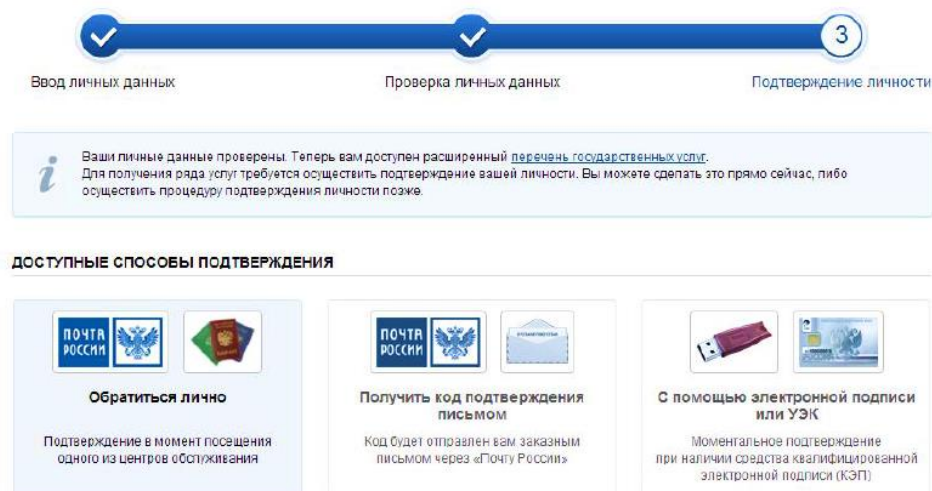 3
Ввод личных данных
Проверка личных данных
Подтверждение личности
Ваши личные данные проверены. Теперь вам доступен расширенный перечень государственных услуг.
Для получения ряда услуг требуется осуществить подтверждение вашей личности. Вы можете сделать это прямо сейчас, либо
осуществить процедуру подтверждения личности позже.
ДОСТУПНЫЕ СПОСОБЫ ПОДТВЕРЖДЕНИЯ
ПОЧТА
РОССИИ
Обратиться лично
Подтверждение в момент посещения
одного из центров обслуживания
ПОЧТА
РОССИИ
Получить код подтверждения
письмом
Код будет отправлен вам заказным
письмом через «Почту России»
С помощью электронной подписи
или УЭК
Моментальное подтверждение
при наличии средства квалифицированной
электронной подписи (КЭП)